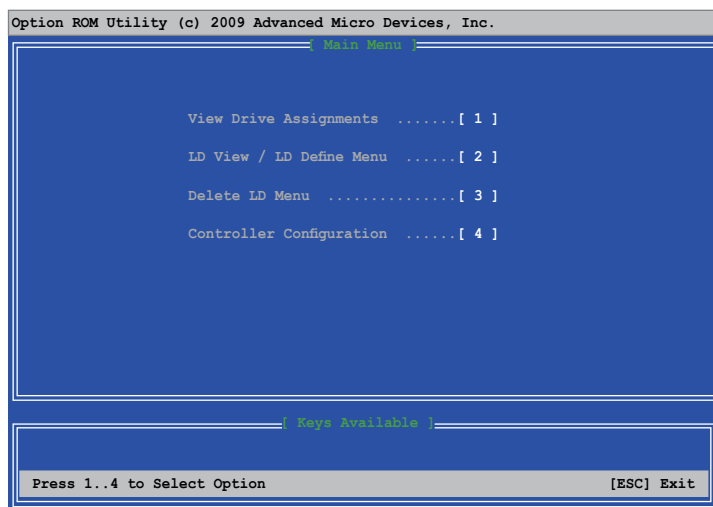 Option ROM Utility (c) 2009 Advanced Micro Devices, Inc.
[ Main Menu ]
View Drive Assignments .......[ 1 ]
LD View / LD Define Menu ......[ 2 ]
Delete LD Menu ...............[ 3 ]
Controller Configuration ......[ 4 ]
[ Keys Available ]
Press 1..4 to Select Option [ESC] Exit